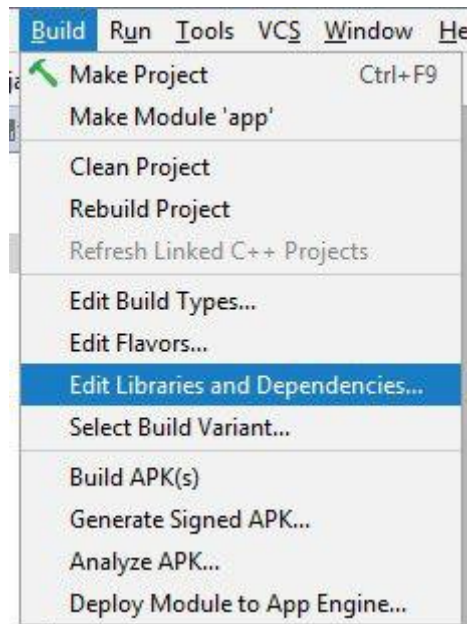 Build Run Tools VCS Window He
Make Project Ctrl+F9
Make Module 'app'
Clean Project
Rebuild Project
Refresh Linked C++ Projects
Edit Build Types...
Edit Flavors...
Edit Libraries and Dependencies...
Select Build Variant...
Build APK(s)
Generate Signed APK...
Analyze APK...
Deploy Module to App Engine...